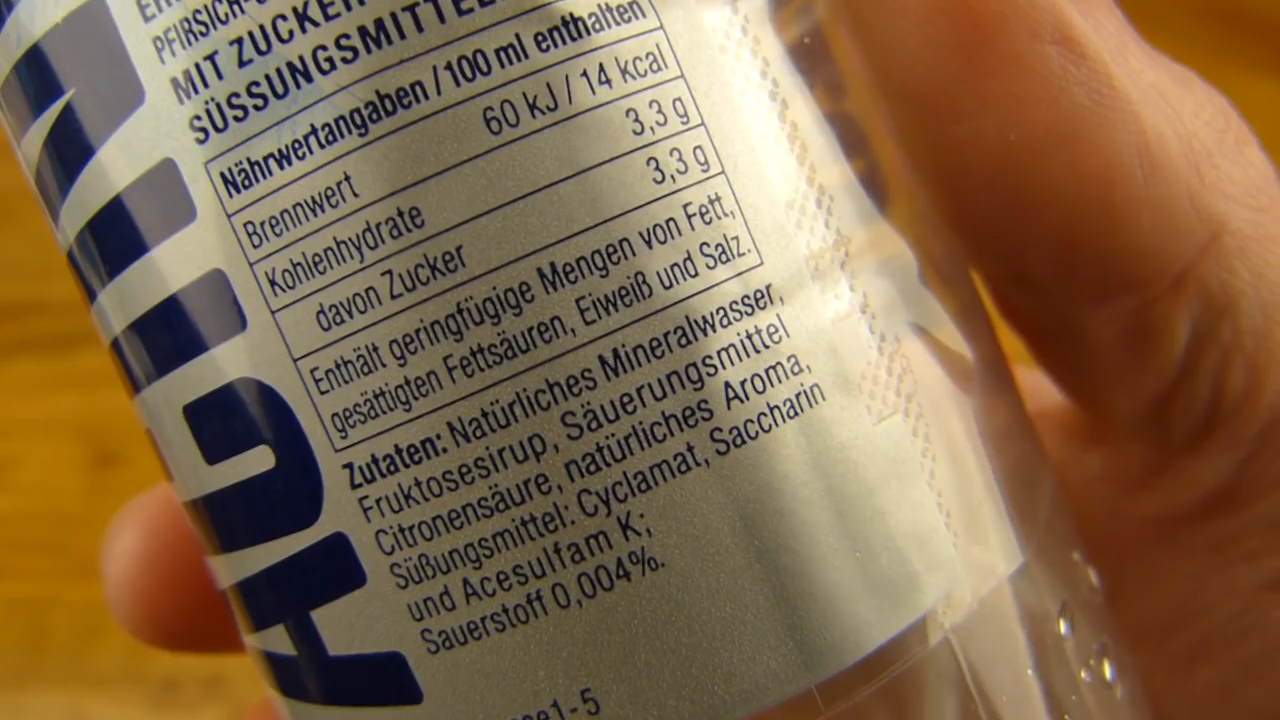 PFIRSICH-
MIT ZUCKER
SÜSSUNGSMITTEL
Nährwertangaben / 100 ml enthalten
Brennwert 60 kJ / 14 kcal
Kohlenhydrate 3,3 g
davon Zucker 3,3 g
Enthält geringfügige Mengen von Fett,
gesättigten Fettsäuren, Eiweiß und Salz.
Zutaten: Natürliches Mineralwasser,
Fruktosesirup, Säuerungsmittel
Citronensäure, natürliches Aroma,
Süßungsmittel: Cyclamat, Saccharin
und Acesulfam K;
Sauerstoff 0,004%.
1-5